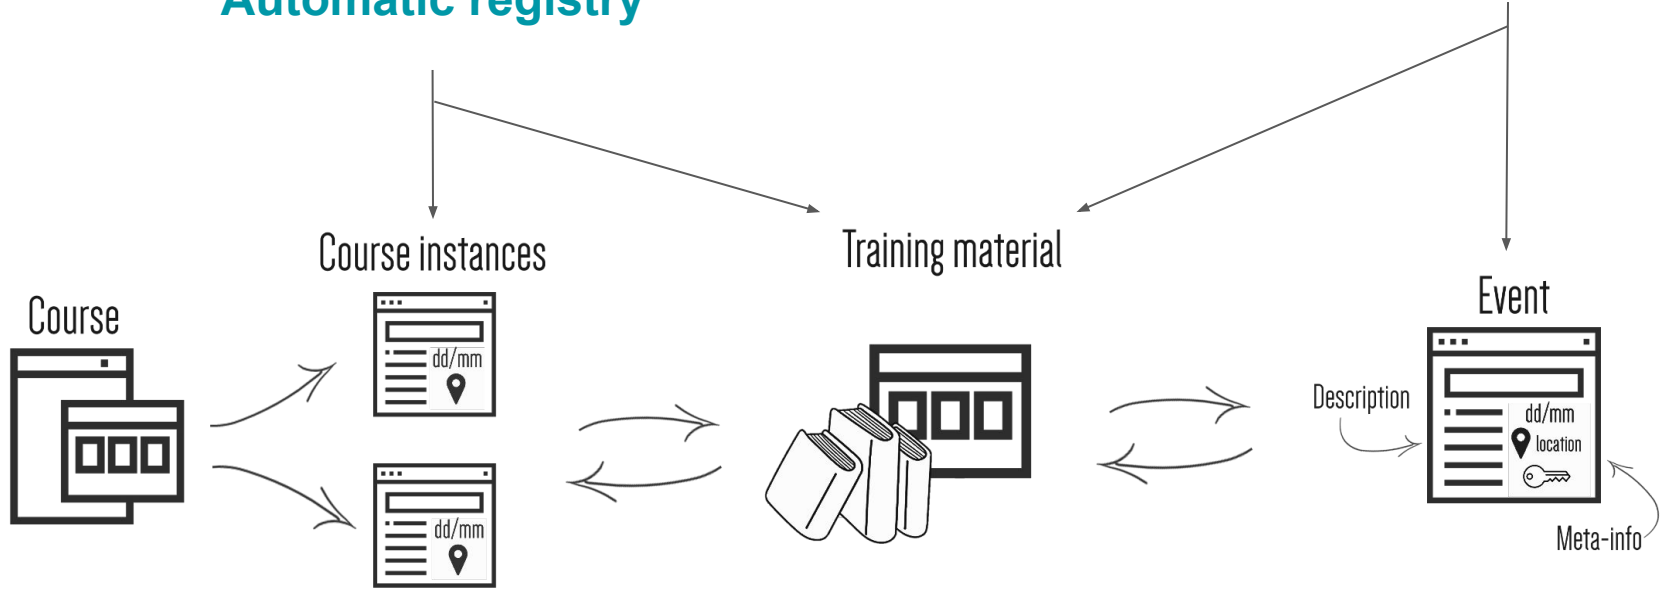 Automatic registry
Course instances
Training material
Course
Event
dd/mm
Description
dd/mm
location
dd/mm
Meta-info